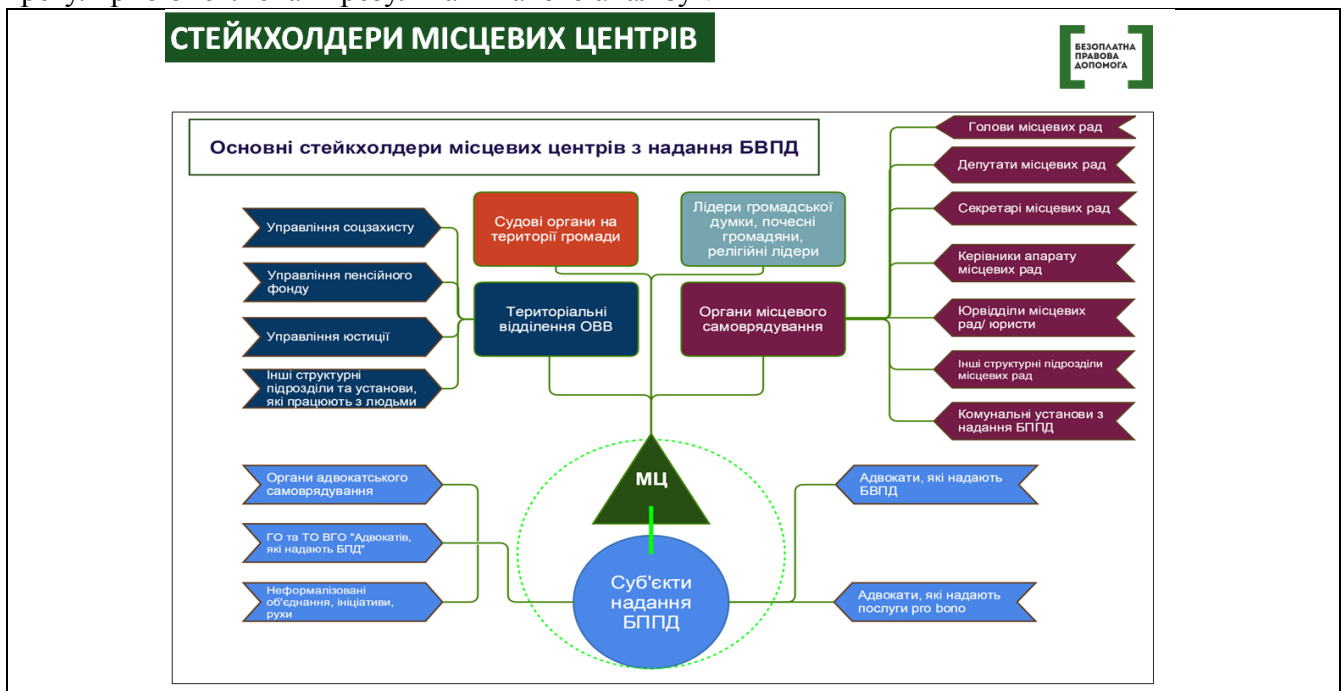 СТЕЙКХОЛДЕРИ МІСЦЕВИХ ЦЕНТРІВ
БЕЗОПЛАТНА
ПРАВОВА
ДОПОМОГА
Основні стейкхолдери місцевих центрів з надання БВПД
Управління соцзахисту
Управління пенсійного
фонду
Управління юстиції
Інші структурні
підрозділи та установи,
які працюють з людьми
Судові органи на
території громади
Лідери громадської
думки, почесні
громадяни,
релігійні лідери
Територіальні
відділення ОВВ
Органи місцевого
самоврядування
Голови місцевих рад
Депутати місцевих рад
Секретарі місцевих рад
Керівники апарату
місцевих рад
Юрвідділи місцевих
рад/ юристи
Інші структурні підрозділи
місцевих рад
Комунальні установи з
надання БППД
МЦ
Суб'єкти
надання
БППД
Органи адвокатського
самоврядування
ГО та ТО ВГО "Адвокатів,
які надають БПД"
Неформалізовані
об'єднання, ініціативи,
рухи
Адвокати, які надають
БВПД
Адвокати, які надають
послуги pro bono